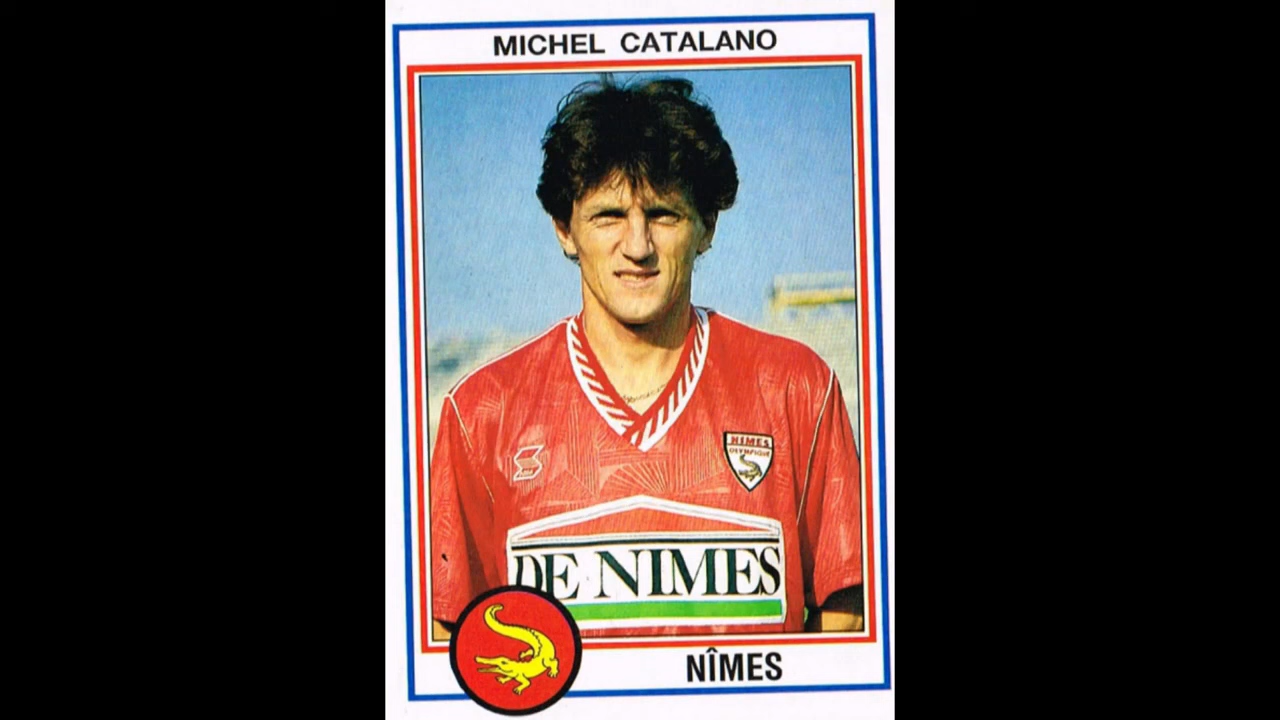 MICHEL CATALANO
NIMES
OLYMPIQUE
DE NIMES
NÎMES